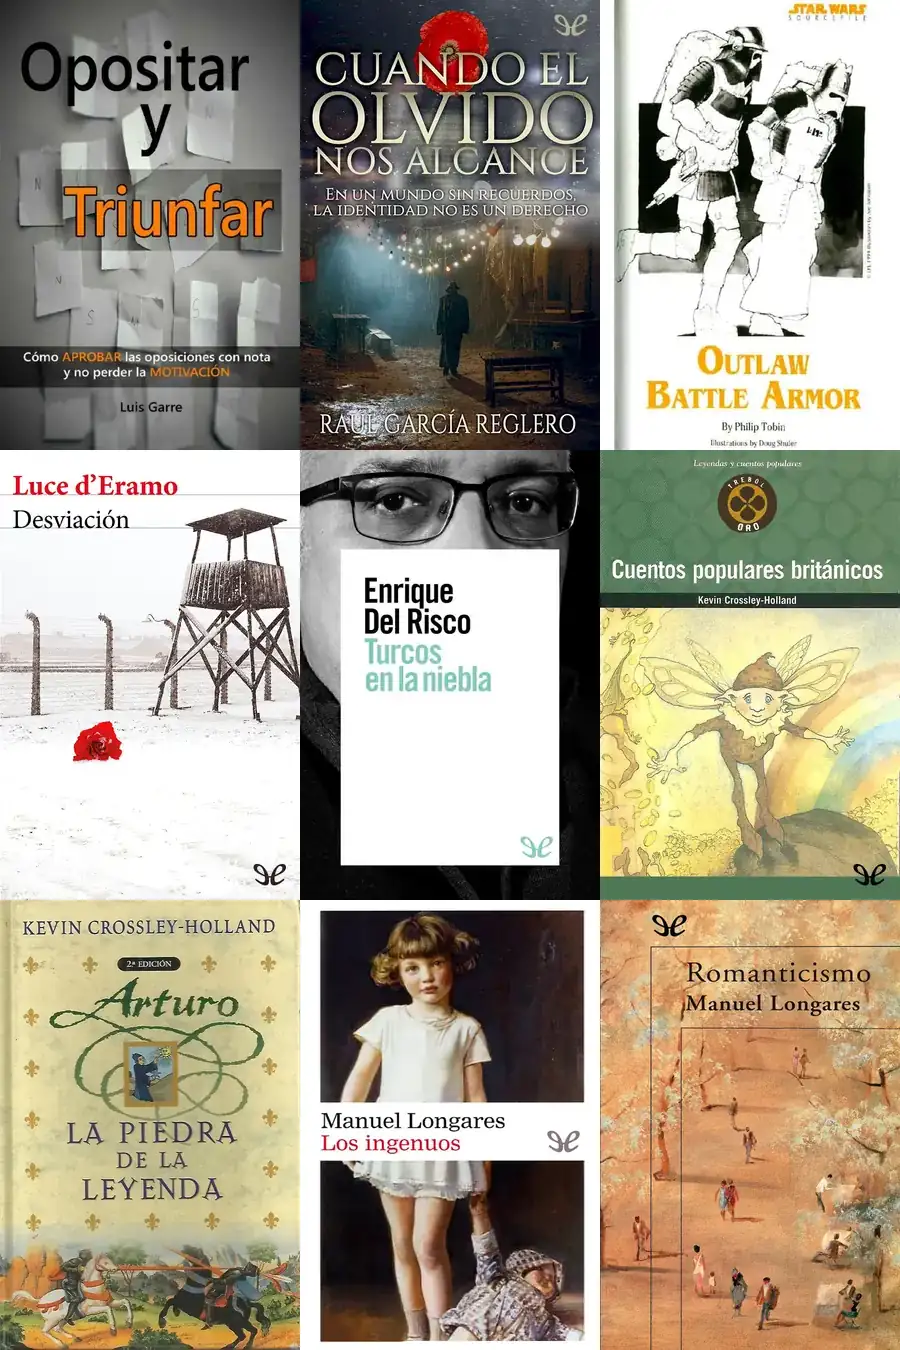 Opositar
y
Triunfar
Cómo APROBAR las oposiciones con nota
y no perder la MOTIVACIÓN
Luis Garre
CUANDO EL
OLVIDO
NOS ALCANCE
EN UN MUNDO SIN RECUERDOS,
LA IDENTIDAD NO ES UN DERECHO
RAUL GARCÍA REGLERO
STAR WARS
SOURCEFILE
OUTLAW
BATTLE ARMOR
By Philip Tobin
Illustrations by Doug Shuler
Luce d'Eramo
Desviación
Enrique
Del Risco
Turcos
en la niebla
Leyendas y cuentos populares
TREBOL
ORO
Cuentos populares británicos
Kevin Crossley-Holland
KEVIN CROSSLEY-HOLLAND
2.ª EDICIÓN
Arturo
LA PIEDRA
DE LA
LEYENDA
Manuel Longares
Los ingenuos
Romanticismo
Manuel Longares